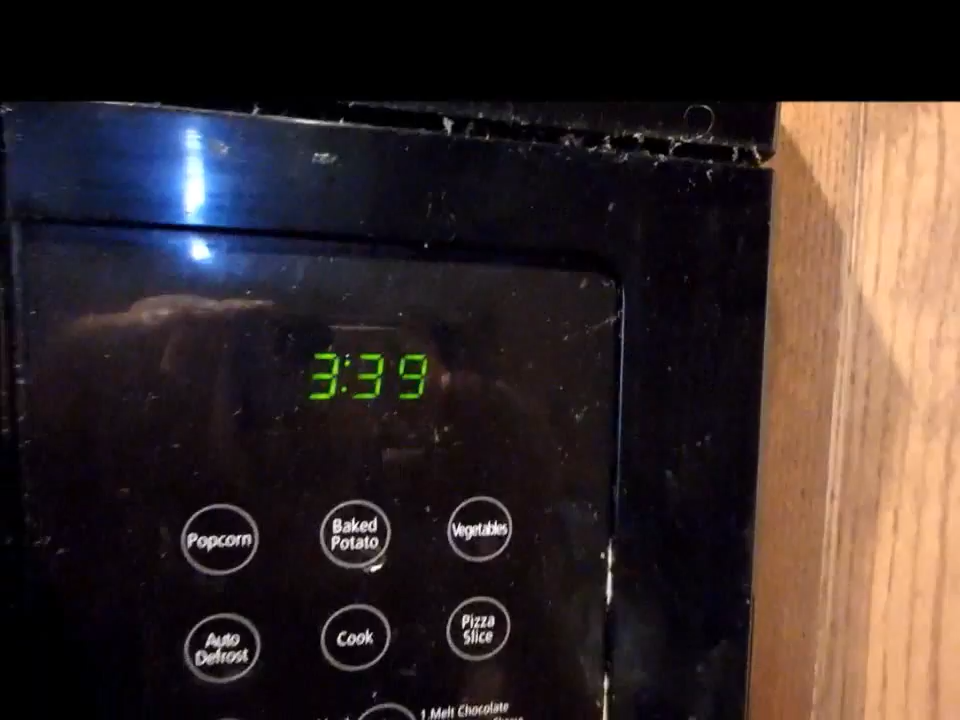 3:39
Popcorn
Baked
Potato
Vegetables
Auto
Defrost
Cook
Pizza
Slice
1.Melt Chocolate